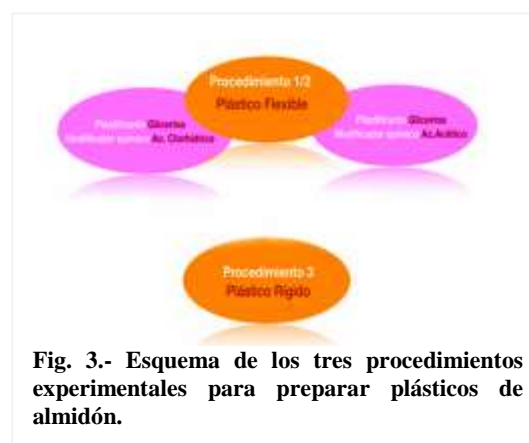 Procedimiento 1/2
Plástico Flexible
Plastificante Glicerina
Modificador químico Ac. Clorhídrico
Plastificante Glicerina
Modificador químico Ac. Acético
Procedimiento 3
Plástico Rígido
Fig. 3.- Esquema de los tres procedimientos
experimentales para preparar plásticos de
almidón.